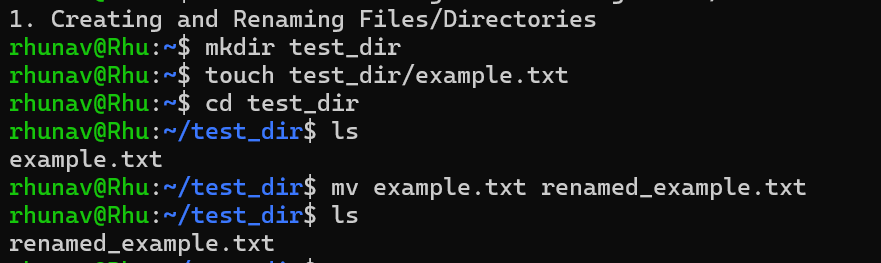 1. Creating and Renaming Files/Directories
rhunav@Rhu:~$ mkdir test_dir
rhunav@Rhu:~$ touch test_dir/example.txt
rhunav@Rhu:~$ cd test_dir
rhunav@Rhu:~/test_dir$ ls
example.txt
rhunav@Rhu:~/test_dir$ mv example.txt renamed_example.txt
rhunav@Rhu:~/test_dir$ ls
renamed_example.txt